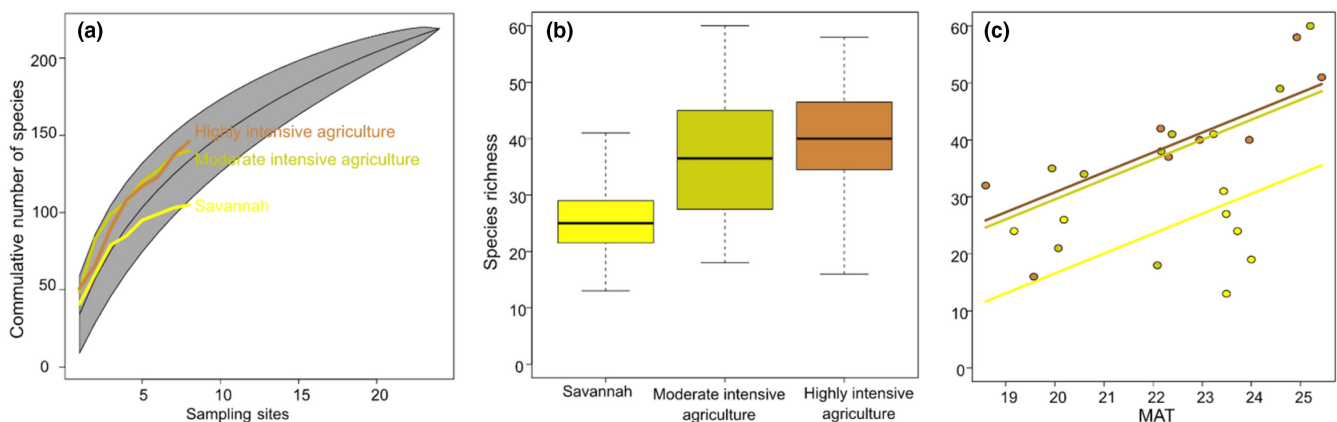 (a)
Commulative number of species
200
150
100
50
0
Highly intensive agriculture
Moderate intensive agriculture
Savannah
5
10
15
20
Sampling sites
(b)
Species richness
60
50
40
30
20
10
0
Savannah
Moderate intensive
agriculture
Highly intensive
agriculture
(c)
60
50
40
30
20
10
0
19
20
21
22
23
24
25
MAT